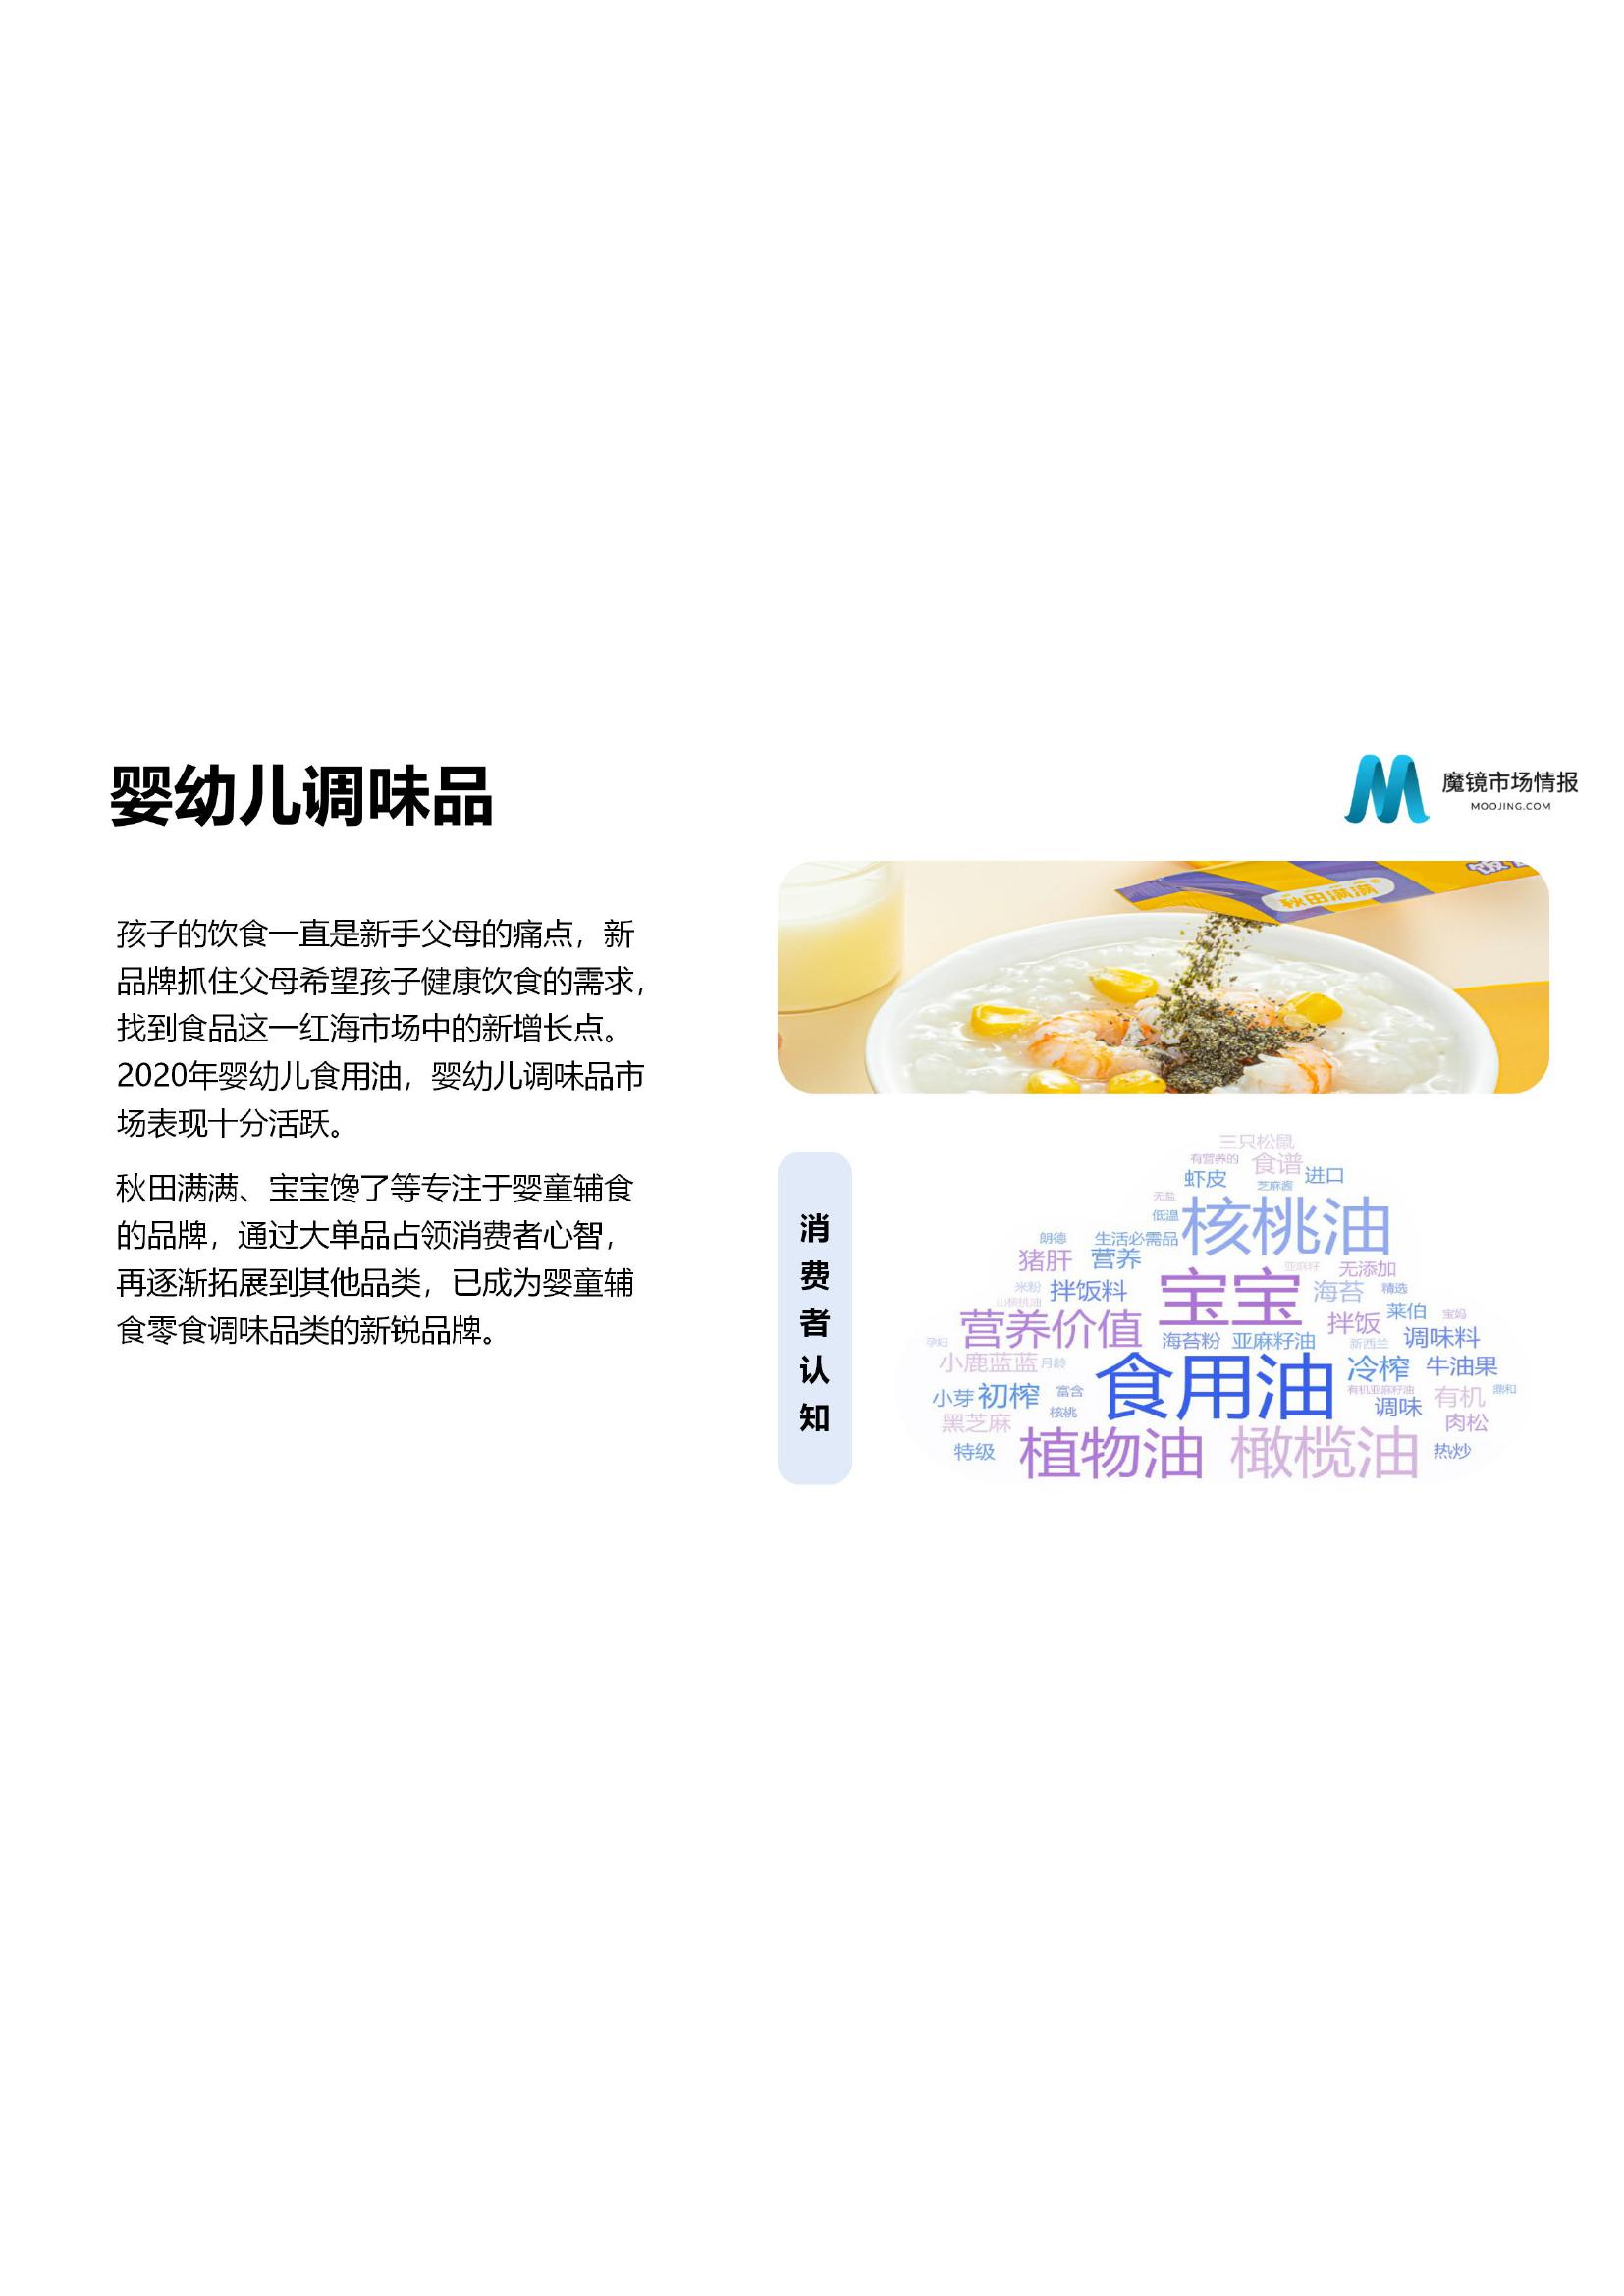 婴幼儿调味品
魔镜市场情报
MOOJING.COM
孩子的饮食一直是新手父母的痛点，新
品牌抓住父母希望孩子健康饮食的需求，
找到食品这一红海市场中的新增长点。
2020年婴幼儿食用油，婴幼儿调味品市
场表现十分活跃。
秋田满满、宝宝馋了等专注于婴童辅食
的品牌，通过大单品占领消费者心智，
再逐渐拓展到其他品类，已成为婴童辅
食零食调味品类的新锐品牌。
秋田满满
消费者认知
三只松鼠
有营养的 食谱 进口
虾皮 芝麻酱
无盐
低温 核桃油
朗德 生活必需品
猪肝 营养 亚麻籽 无添加
米粉 拌饭料 宝宝 海苔 精选
山核桃油 莱伯 宝妈
营养价值 拌饭
孕妇 海苔粉 亚麻籽油 新西兰 调味料
小鹿蓝蓝 月龄 食用油 冷榨 牛油果
小芽 初榨 富含 有机亚麻籽油 有机 鼎和
核桃 调味
黑芝麻 肉松
特级 植物油 橄榄油 热炒